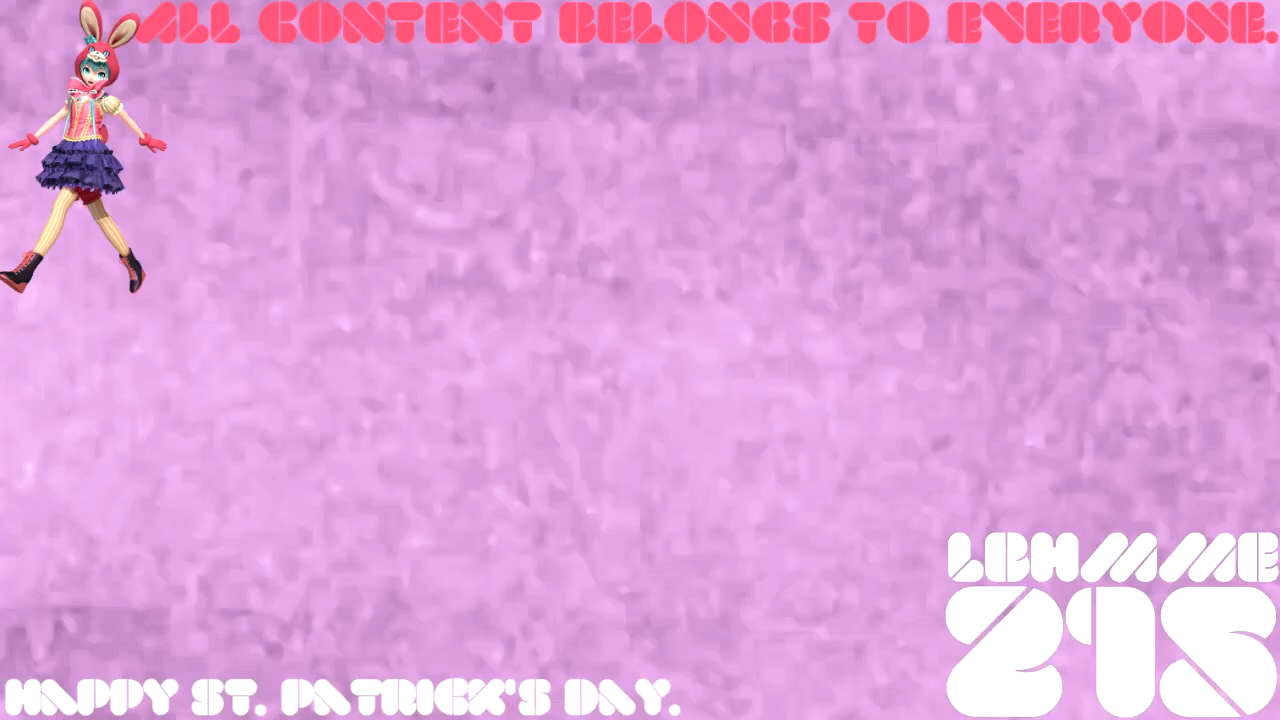 ALL CONTENT BELONGS TO EVERYONE.
LBHMME
215
HAPPY ST. PATRICK'S DAY.